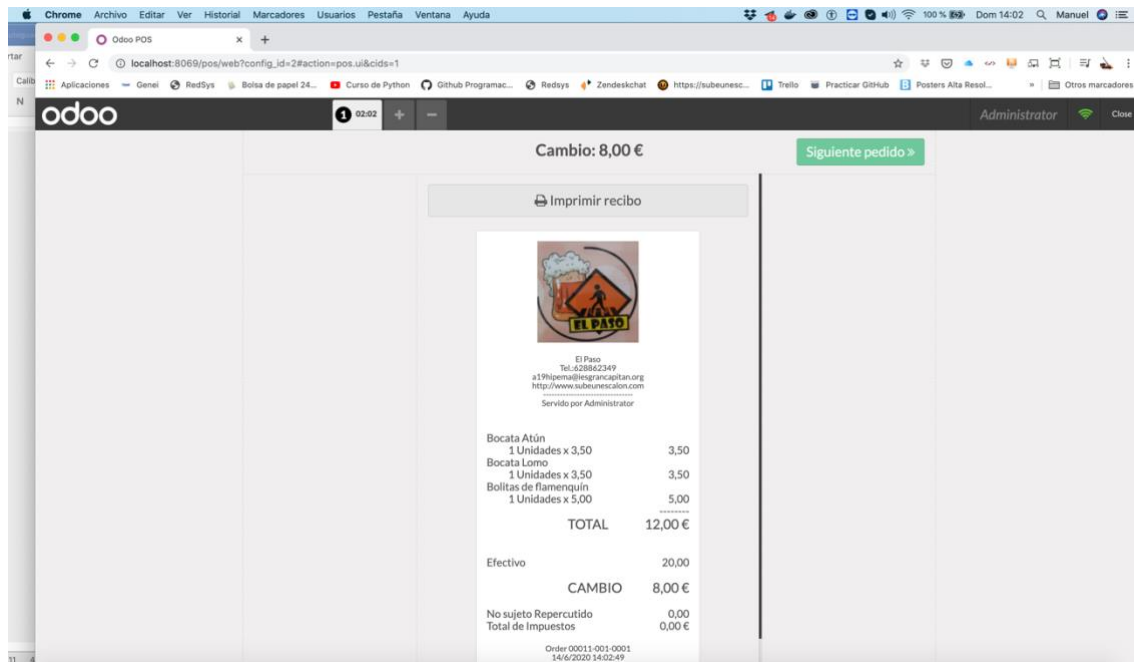 Chrome Archivo Editar Ver Historial Marcadores Usuarios Pestaña Ventana Ayuda
100 % Dom 14:02 Manuel
Odoo POS
localhost:8069/pos/web?config_id=2#action=pos.ui&cids=1
Aplicaciones Genei RedSys Bolsa de papel 24... Curso de Python Github Programac... Redsys Zendeskchat https://subeunesc... Trello Practicar GitHub Posters Alta Resol... » Otros marcadores
rtar
Calib
N
odoo 1 02:02 + − Administrator Close
Cambio: 8,00 €
Siguiente pedido »
Imprimir recibo
EL PASO
El Paso
Tel.:628862349
a19hipema@iesgrancapitan.org
http://www.subeunescalon.com
--------------------------------
Servido por Administrator
Bocata Atún
1 Unidades x 3,50 3,50
Bocata Lomo
1 Unidades x 3,50 3,50
Bolitas de flamenquín
1 Unidades x 5,00 5,00
--------
TOTAL 12,00 €
Efectivo 20,00
CAMBIO 8,00 €
No sujeto Repercutido 0,00
Total de Impuestos 0,00 €
Order 00011-001-0001
14/6/2020 14:02:49